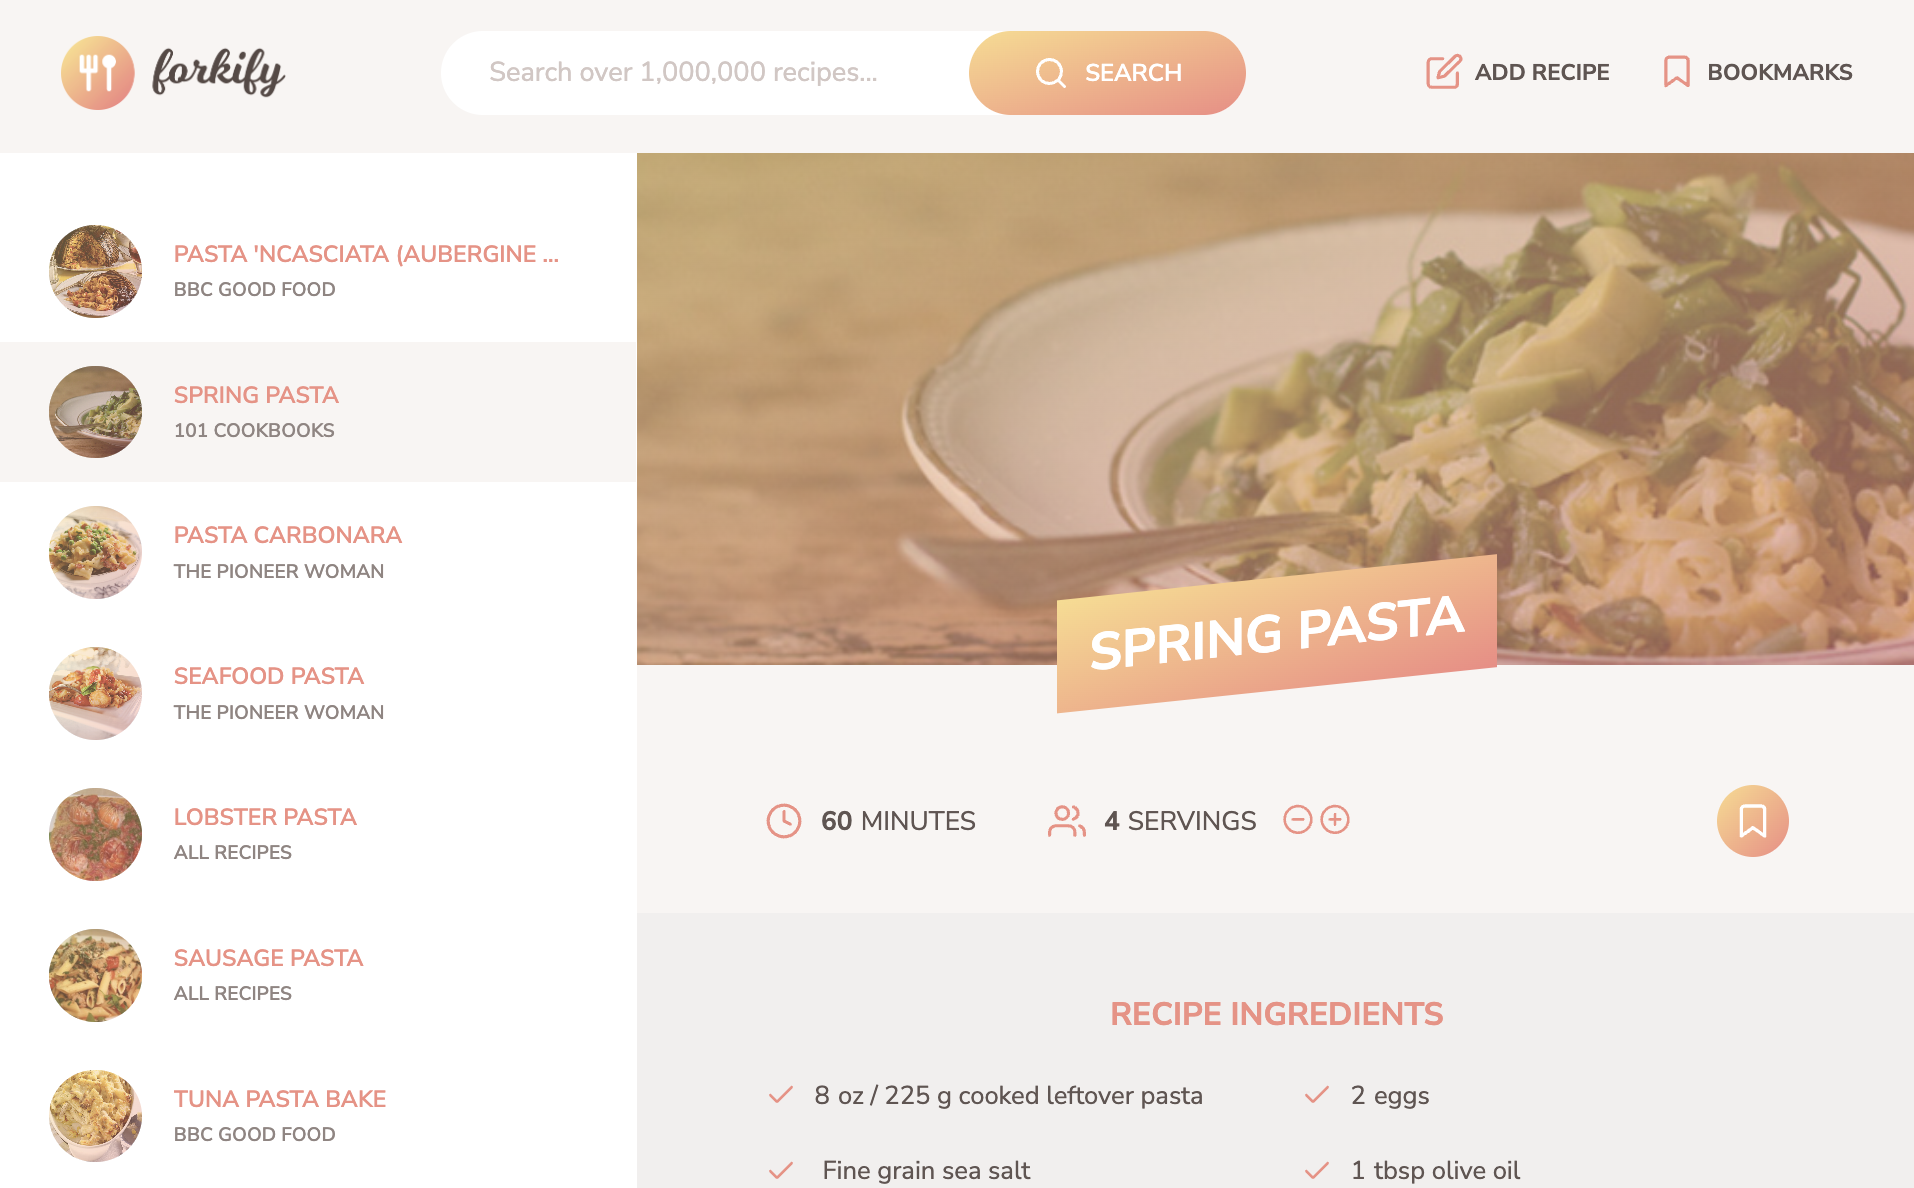 forkify
Search over 1,000,000 recipes...
SEARCH
ADD RECIPE
BOOKMARKS
PASTA 'NCASCIATA (AUBERGINE ...
BBC GOOD FOOD
SPRING PASTA
101 COOKBOOKS
PASTA CARBONARA
THE PIONEER WOMAN
SEAFOOD PASTA
THE PIONEER WOMAN
LOBSTER PASTA
ALL RECIPES
SAUSAGE PASTA
ALL RECIPES
TUNA PASTA BAKE
BBC GOOD FOOD
SPRING PASTA
60 MINUTES
4 SERVINGS
RECIPE INGREDIENTS
8 oz / 225 g cooked leftover pasta
2 eggs
Fine grain sea salt
1 tbsp olive oil